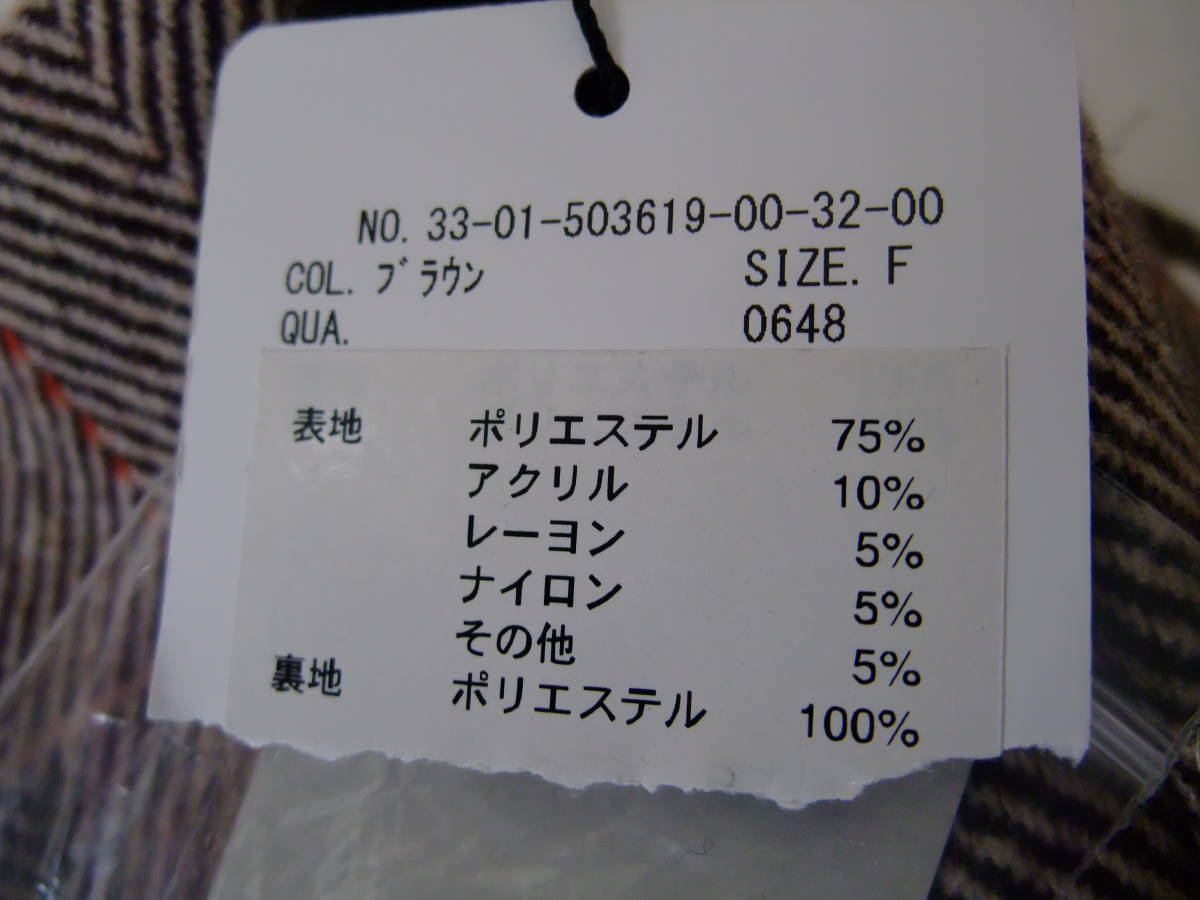 NO. 33-01-503619-00-32-00
COL. ﾌﾞﾗｳﾝ SIZE. F
QUA. 0648
表地 ポリエステル 75%
アクリル 10%
レーヨン 5%
ナイロン 5%
その他 5%
裏地 ポリエステル 100%